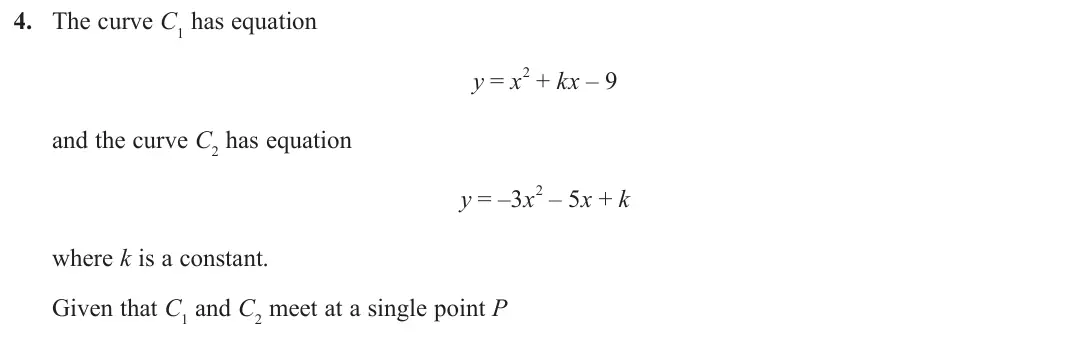 4. The curve C₁ has equation
y = x² + kx – 9
and the curve C₂ has equation
y = –3x² – 5x + k
where k is a constant.
Given that C₁ and C₂ meet at a single point P